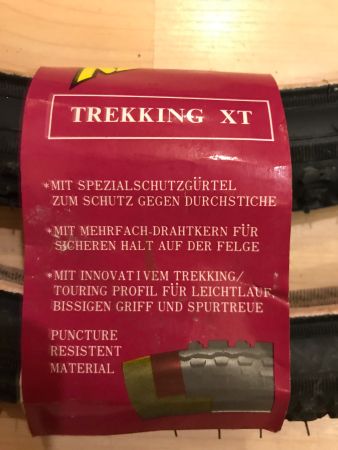 TREKKING XT
*MIT SPEZIALSCHUTZGÜRTEL
ZUM SCHUTZ GEGEN DURCHSTICHE
*MIT MEHRFACH-DRAHTKERN FÜR
SICHEREN HALT AUF DER FELGE
*MIT INNOVATIVEM TREKKING/
TOURING PROFIL FÜR LEICHTLAUF,
BISSIGEN GRIFF UND SPURTREUE
PUNCTURE
RESISTENT
MATERIAL